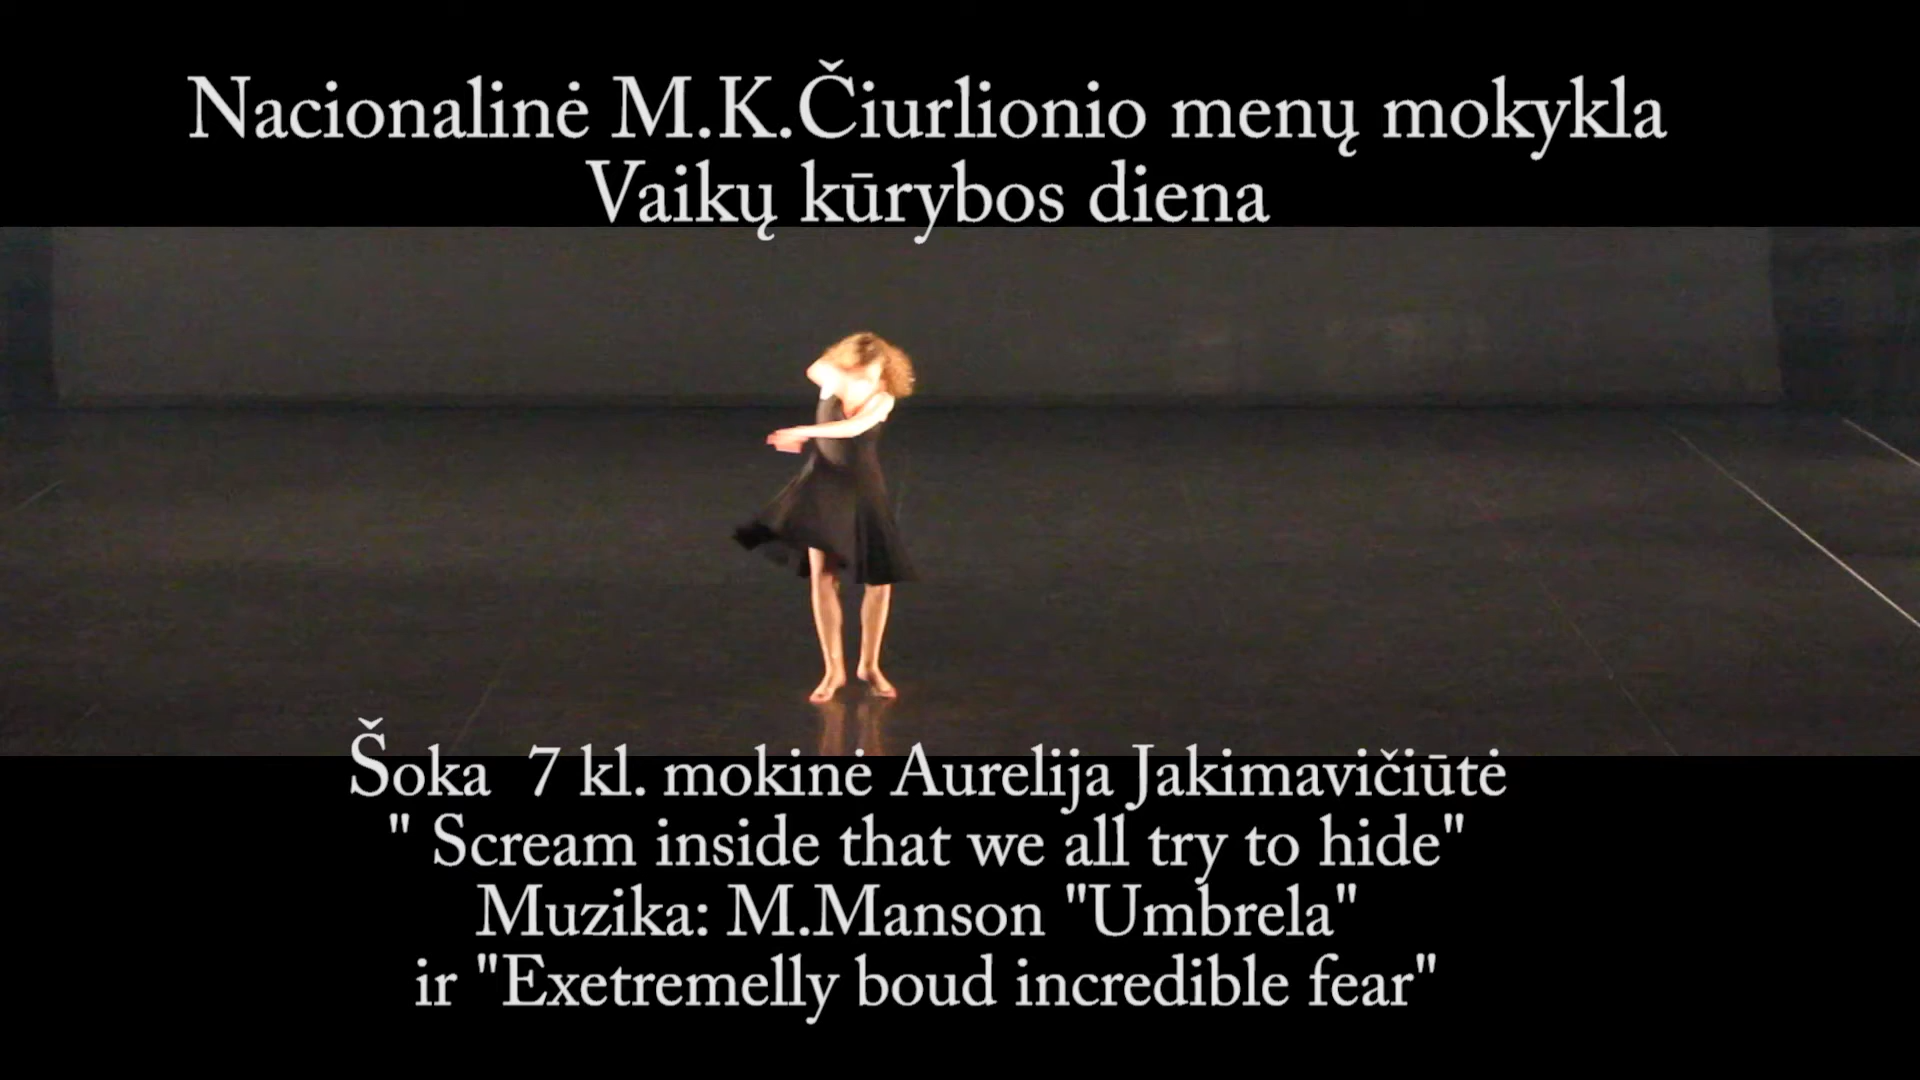 Nacionalinė M.K.Čiurlionio menų mokykla
Vaikų kūrybos diena
Šoka 7 kl. mokinė Aurelija Jakimavičiūtė
" Scream inside that we all try to hide"
Muzika: M.Manson "Umbrela"
ir "Exetremelly boud incredible fear"